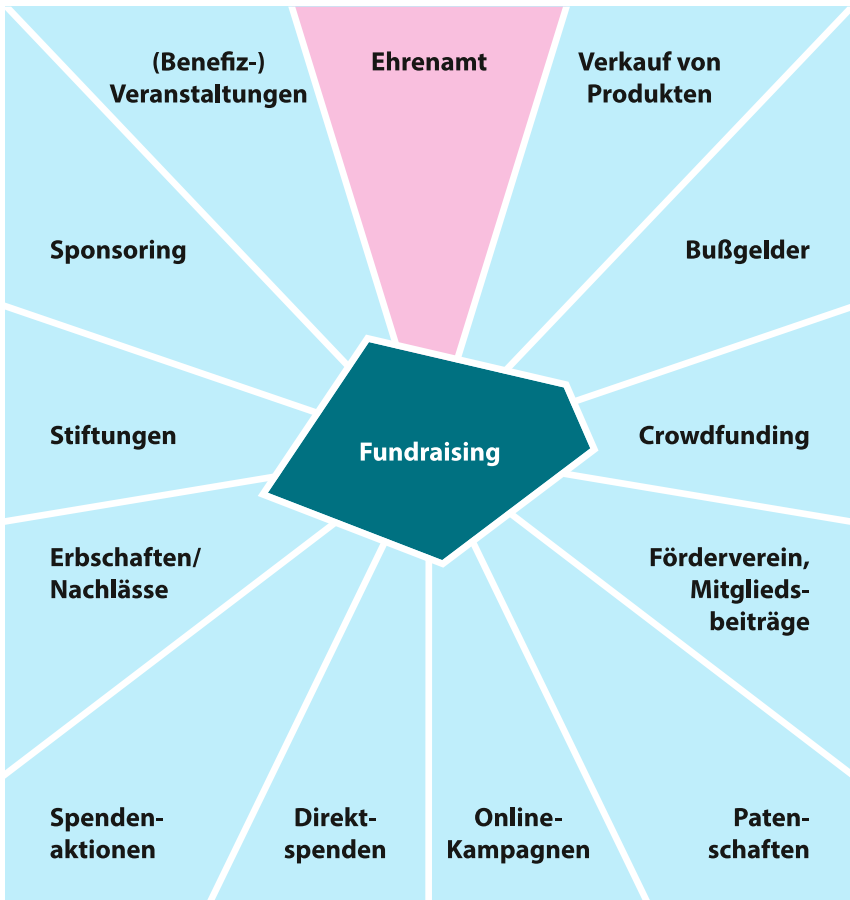 (Benefiz-)
Veranstaltungen
Ehrenamt
Verkauf von
Produkten
Sponsoring
Bußgelder
Stiftungen
Fundraising
Crowdfunding
Erbschaften/
Nachlässe
Förderverein,
Mitglieds-
beiträge
Spenden-
aktionen
Direkt-
spenden
Online-
Kampagnen
Paten-
schaften